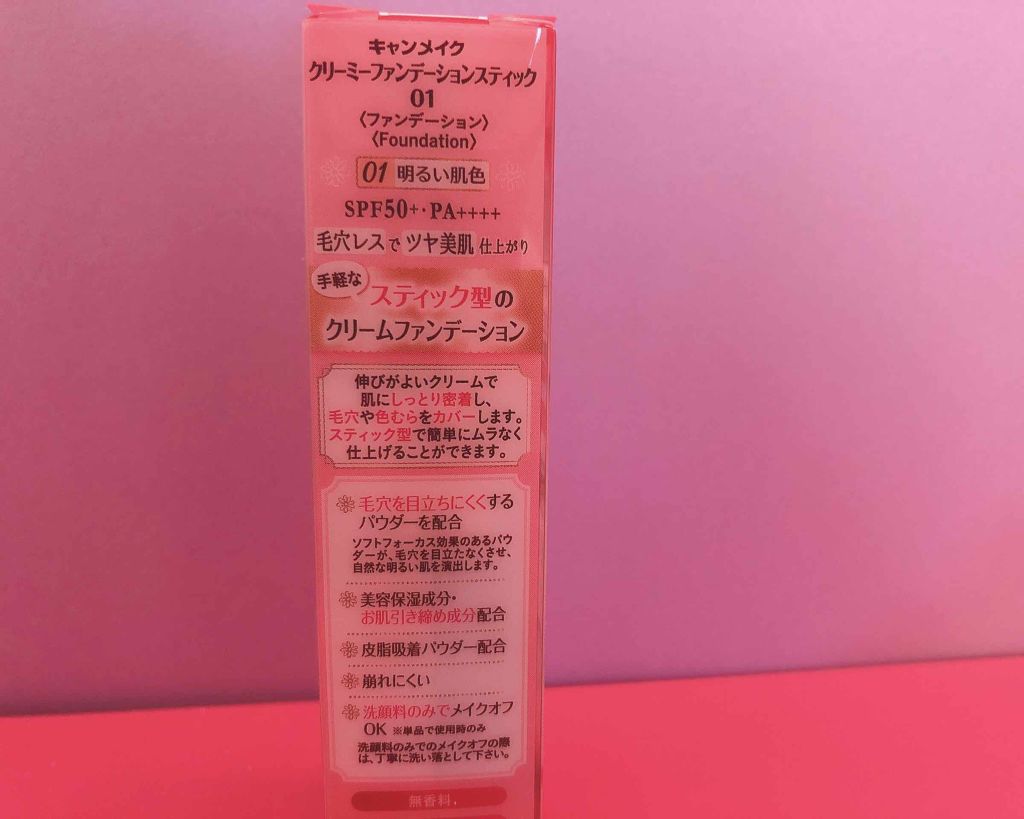 キャンメイク
クリーミーファンデーションスティック
01
〈ファンデーション〉
〈Foundation〉
01 明るい肌色
SPF50+・PA++++
毛穴レスでツヤ美肌仕上がり
手軽な
スティック型の
クリームファンデーション
伸びがよいクリームで
肌にしっとり密着し、
毛穴や色むらをカバーします。
スティック型で簡単にムラなく
仕上げることができます。
毛穴を目立ちにくくする
パウダーを配合
ソフトフォーカス効果のあるパウ
ダーが、毛穴を目立たなくさせ、
自然な明るい肌を演出します。
美容保湿成分・
お肌引き締め成分配合
皮脂吸着パウダー配合
崩れにくい
洗顔料のみでメイクオフ
OK ※単品で使用時のみ
洗顔料のみでのメイクオフの際
は、丁寧に洗い落として下さい。
無香料.